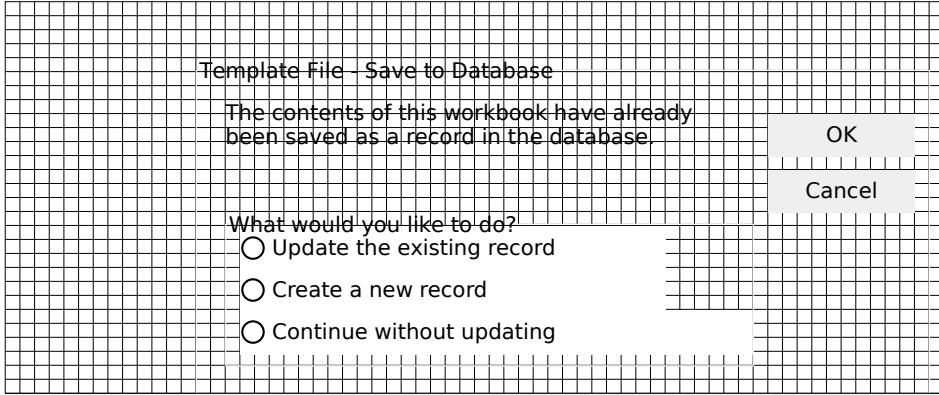 Template File - Save to Database
The contents of this workbook have already
been saved as a record in the database.
OK
Cancel
What would you like to do?
Update the existing record
Create a new record
Continue without updating